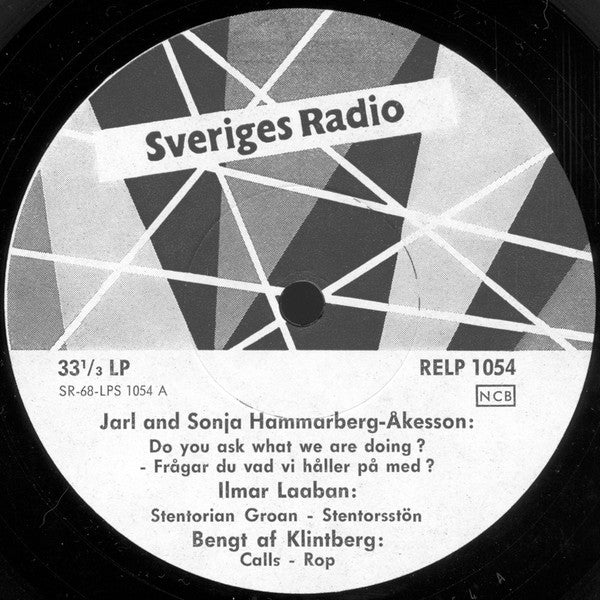 Sveriges Radio
33 1/3 LP
RELP 1054
SR-68-LPS 1054 A
NCB
Jarl and Sonja Hammarberg-Åkesson:
Do you ask what we are doing?
- Frågar du vad vi håller på med?
Ilmar Laaban:
Stentorian Groan - Stentorsstön
Bengt af Klintberg:
Calls - Rop